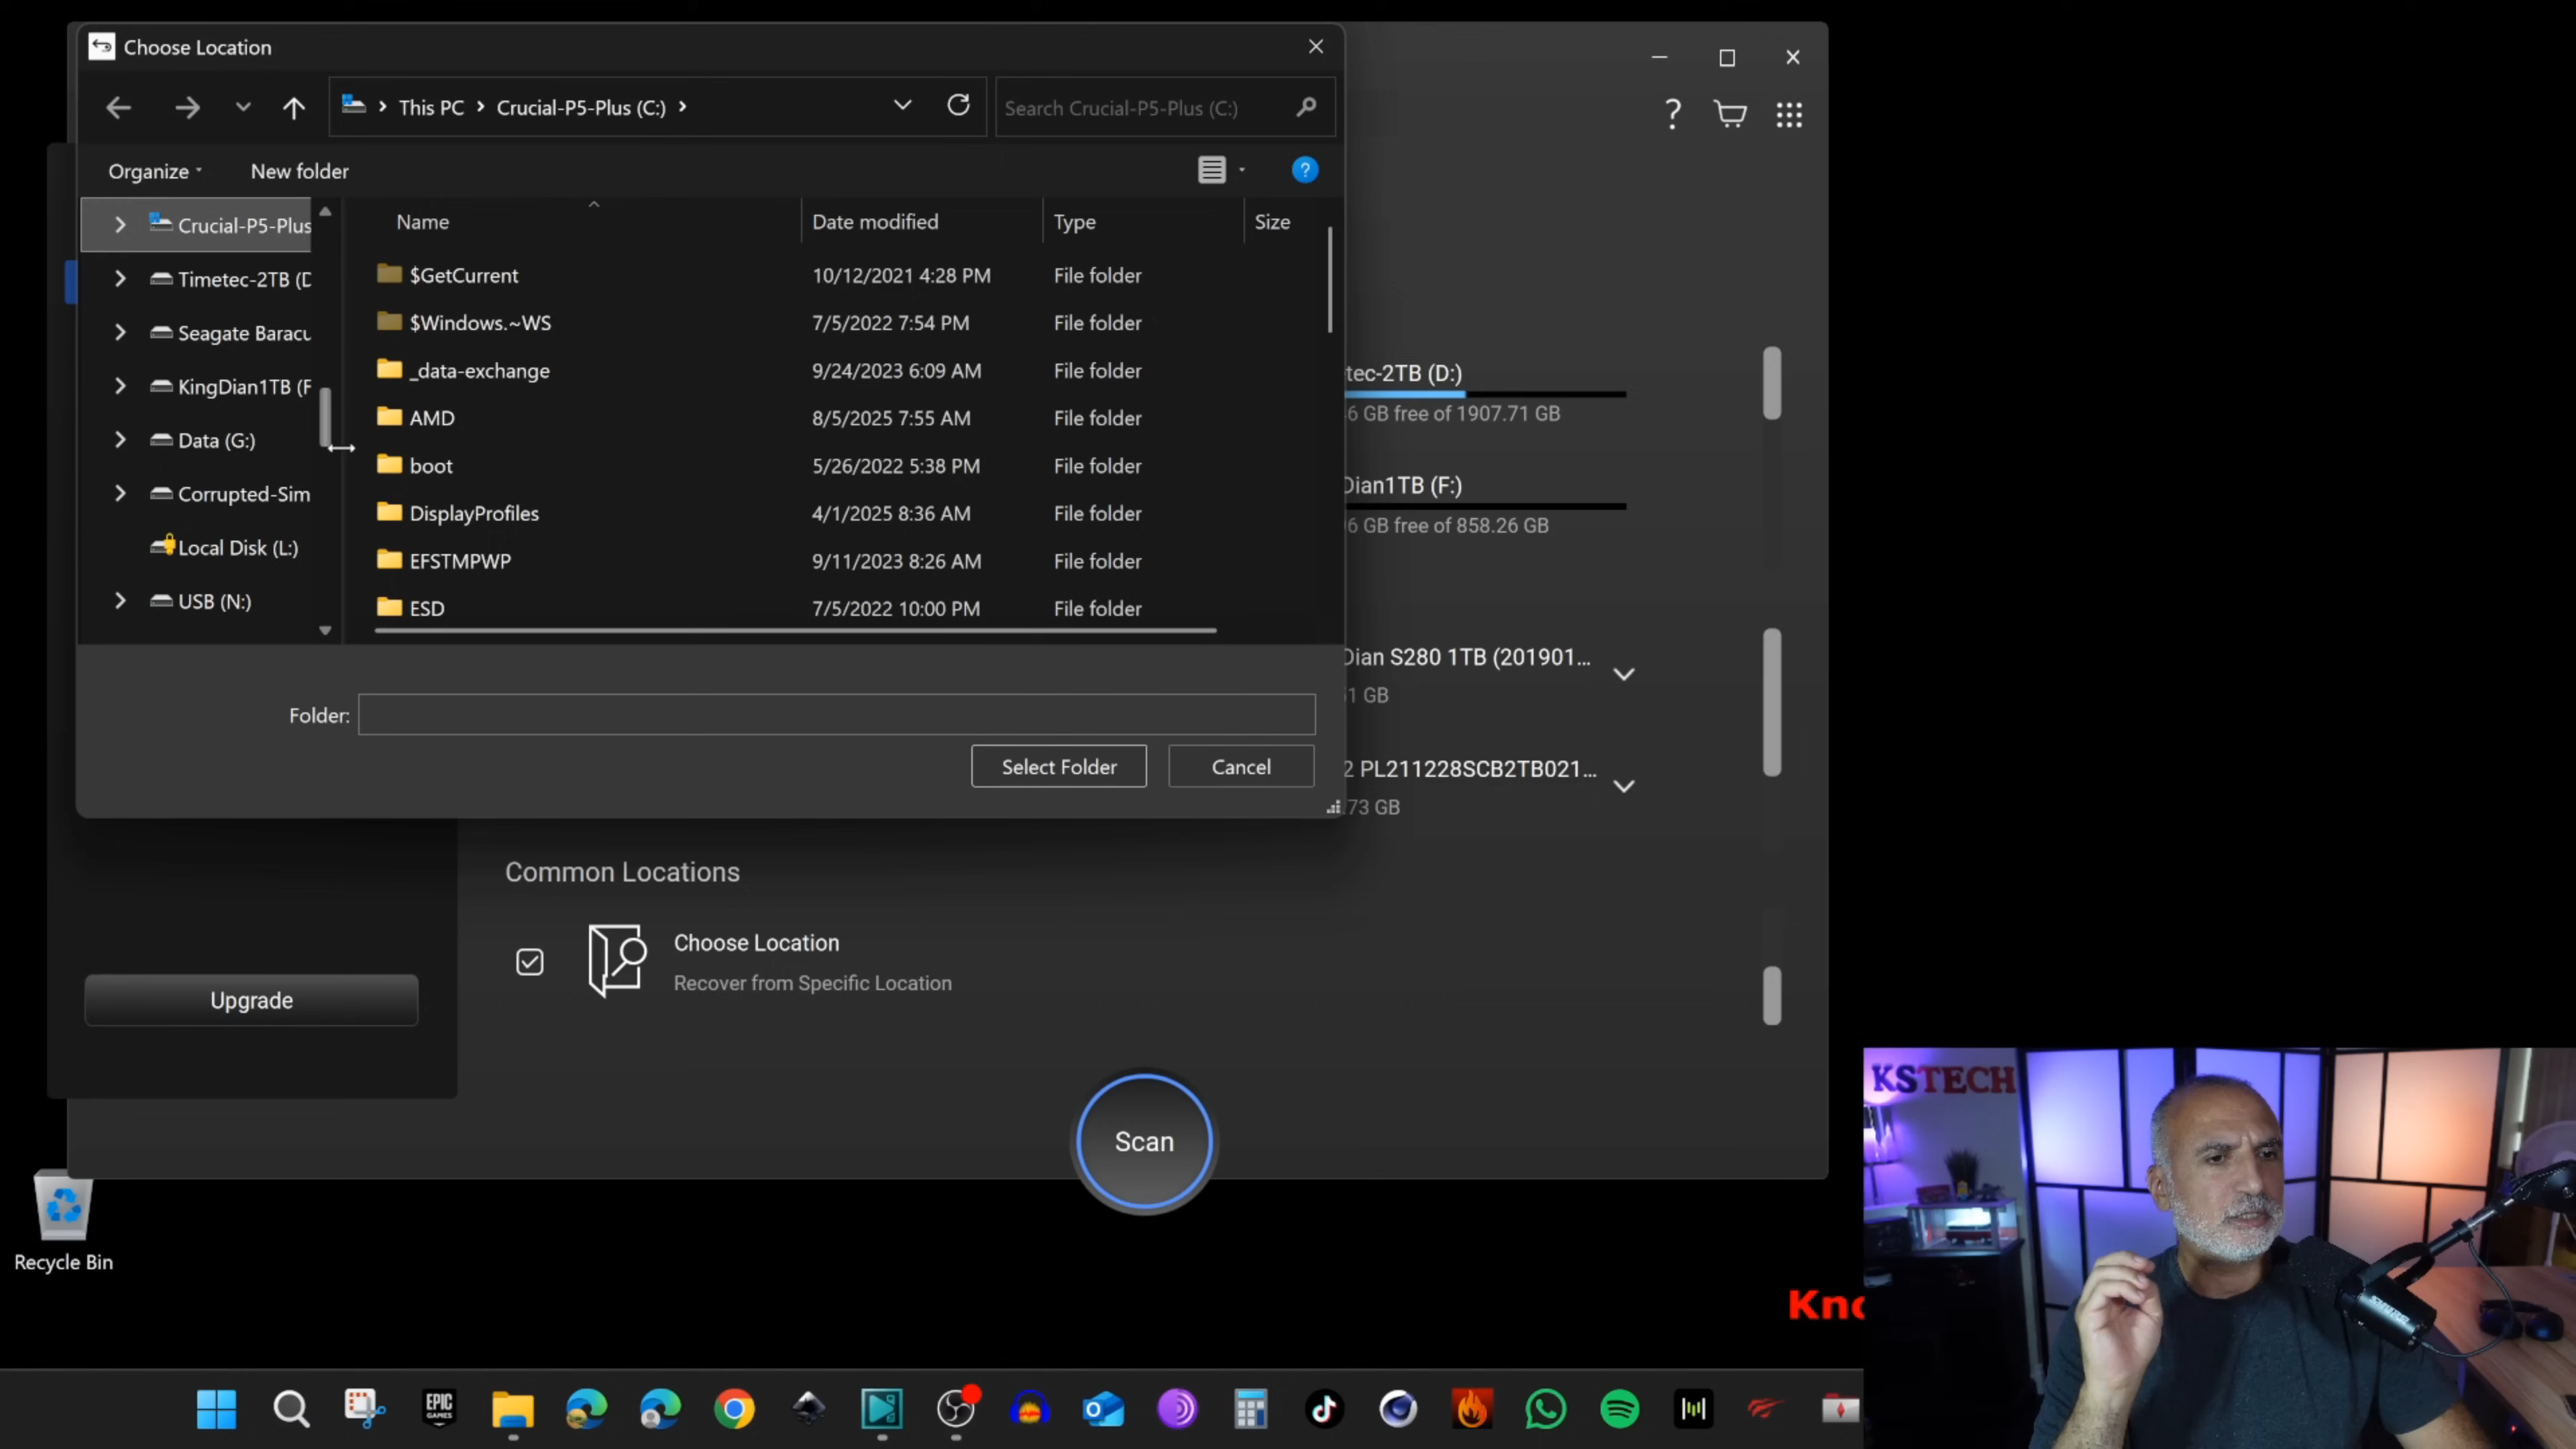 Choose Location
This PC
Crucial-P5-Plus (C:)
Search Crucial-P5-Plus (C:)
Organize
New folder
?
?
Name
Date modified
Type
Size
Crucial-P5-Plus
Timetec-2TB (D
Seagate Baracu
KingDian1TB (F
Data (G:)
Corrupted-Sim
Local Disk (L:)
USB (N:)
$GetCurrent 10/12/2021 4:28 PM File folder
$Windows.~WS 7/5/2022 7:54 PM File folder
_data-exchange 9/24/2023 6:09 AM File folder
AMD 8/5/2025 7:55 AM File folder
boot 5/26/2022 5:38 PM File folder
DisplayProfiles 4/1/2025 8:36 AM File folder
EFSTMPWP 9/11/2023 8:26 AM File folder
ESD 7/5/2022 10:00 PM File folder
tec-2TB (D:)
6 GB free of 1907.71 GB
Dian1TB (F:)
6 GB free of 858.26 GB
Dian S280 1TB (201901...
1 GB
2 PL211228SCB2TB021...
.73 GB
Folder:
Select Folder
Cancel
Common Locations
Choose Location
Recover from Specific Location
Upgrade
Scan
Recycle Bin
KSTECH
Kno
EPIC
GAMES
SHURE